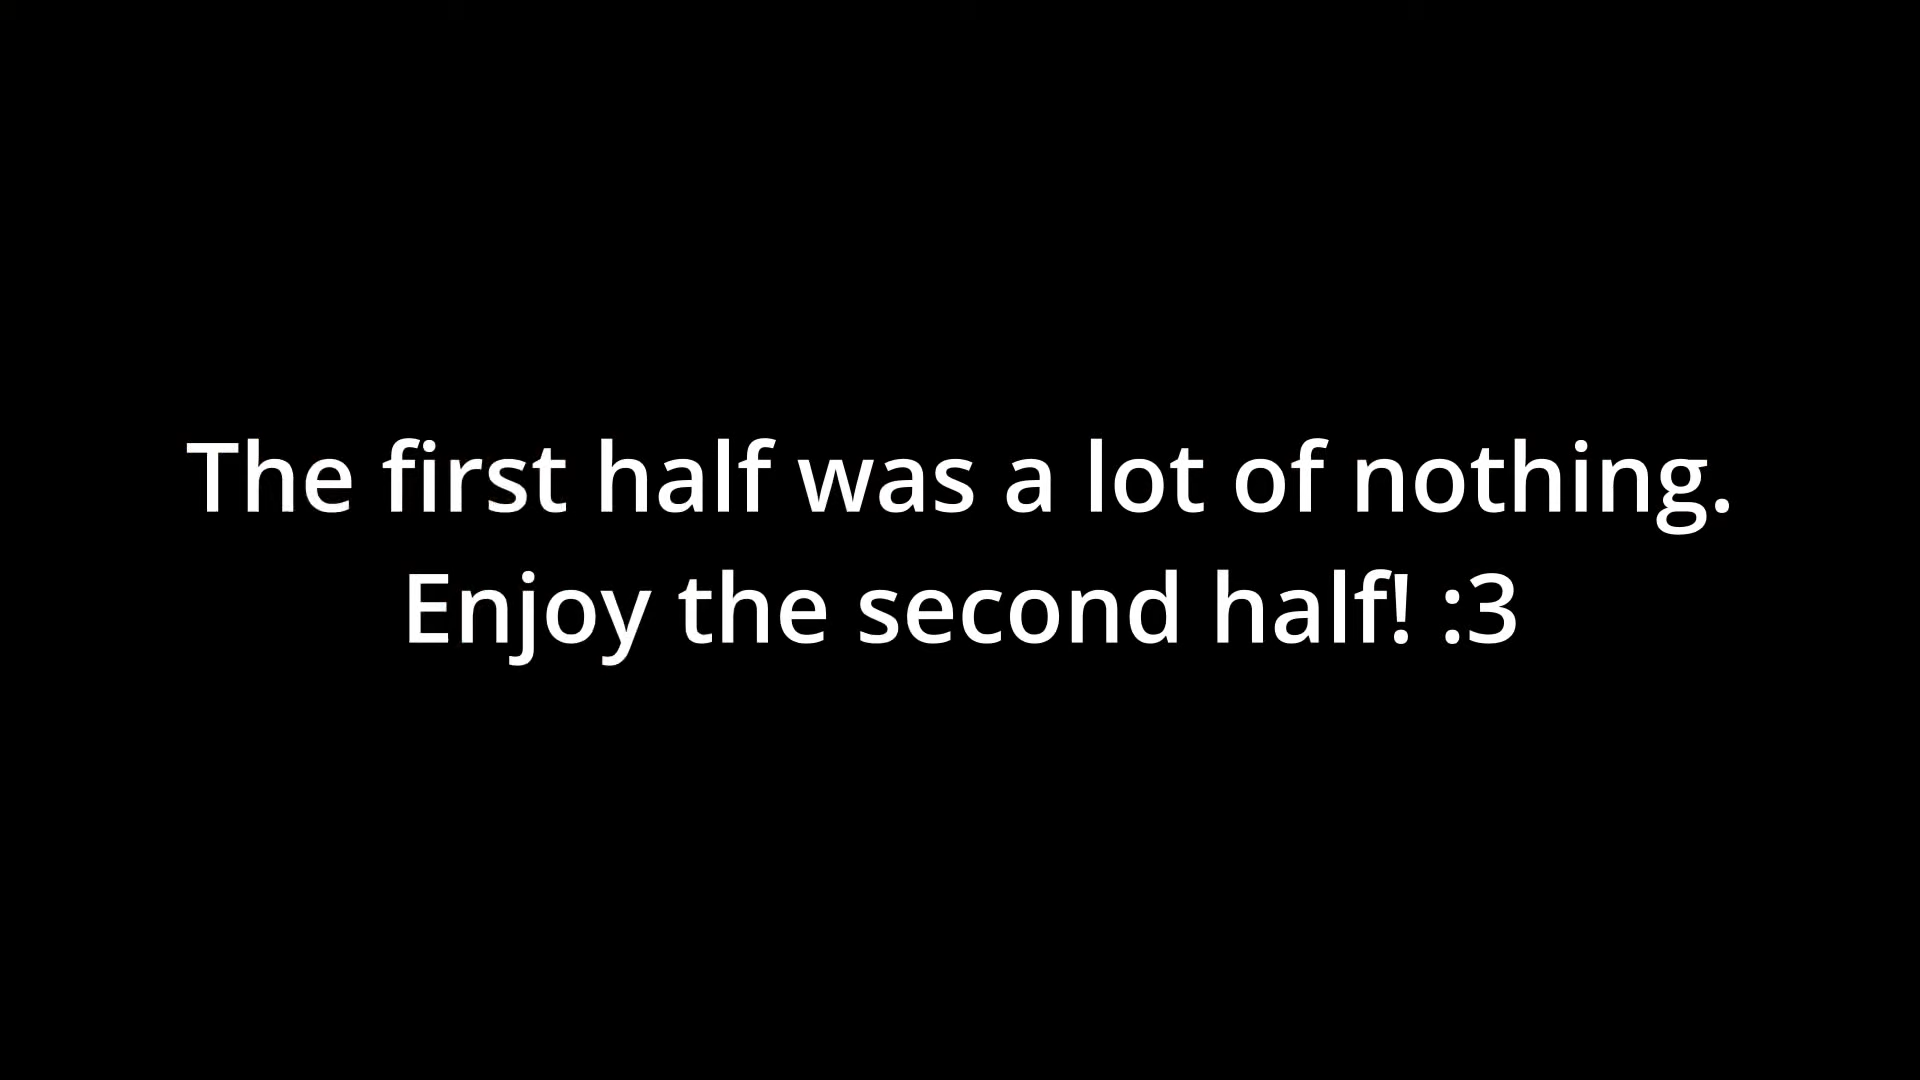 The first half was a lot of nothing.
Enjoy the second half! :3